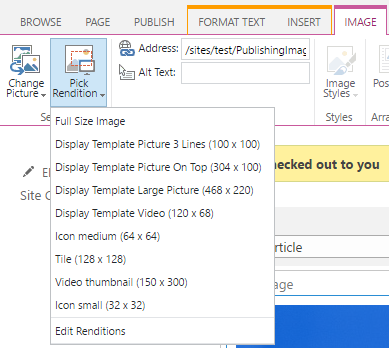 BROWSE PAGE PUBLISH FORMAT TEXT INSERT IMAGE
Change Picture
Pick Rendition
Address: /sites/test/PublishingImag
Alt Text:
Image Styles
Pos
Se
Styles
Arra
Full Size Image
Display Template Picture 3 Lines (100 x 100)
Display Template Picture On Top (304 x 100)
Display Template Large Picture (468 x 220)
Display Template Video (120 x 68)
Icon medium (64 x 64)
Tile (128 x 128)
Video thumbnail (150 x 300)
Icon small (32 x 32)
Edit Renditions
Site C
ecked out to you
rticle
age